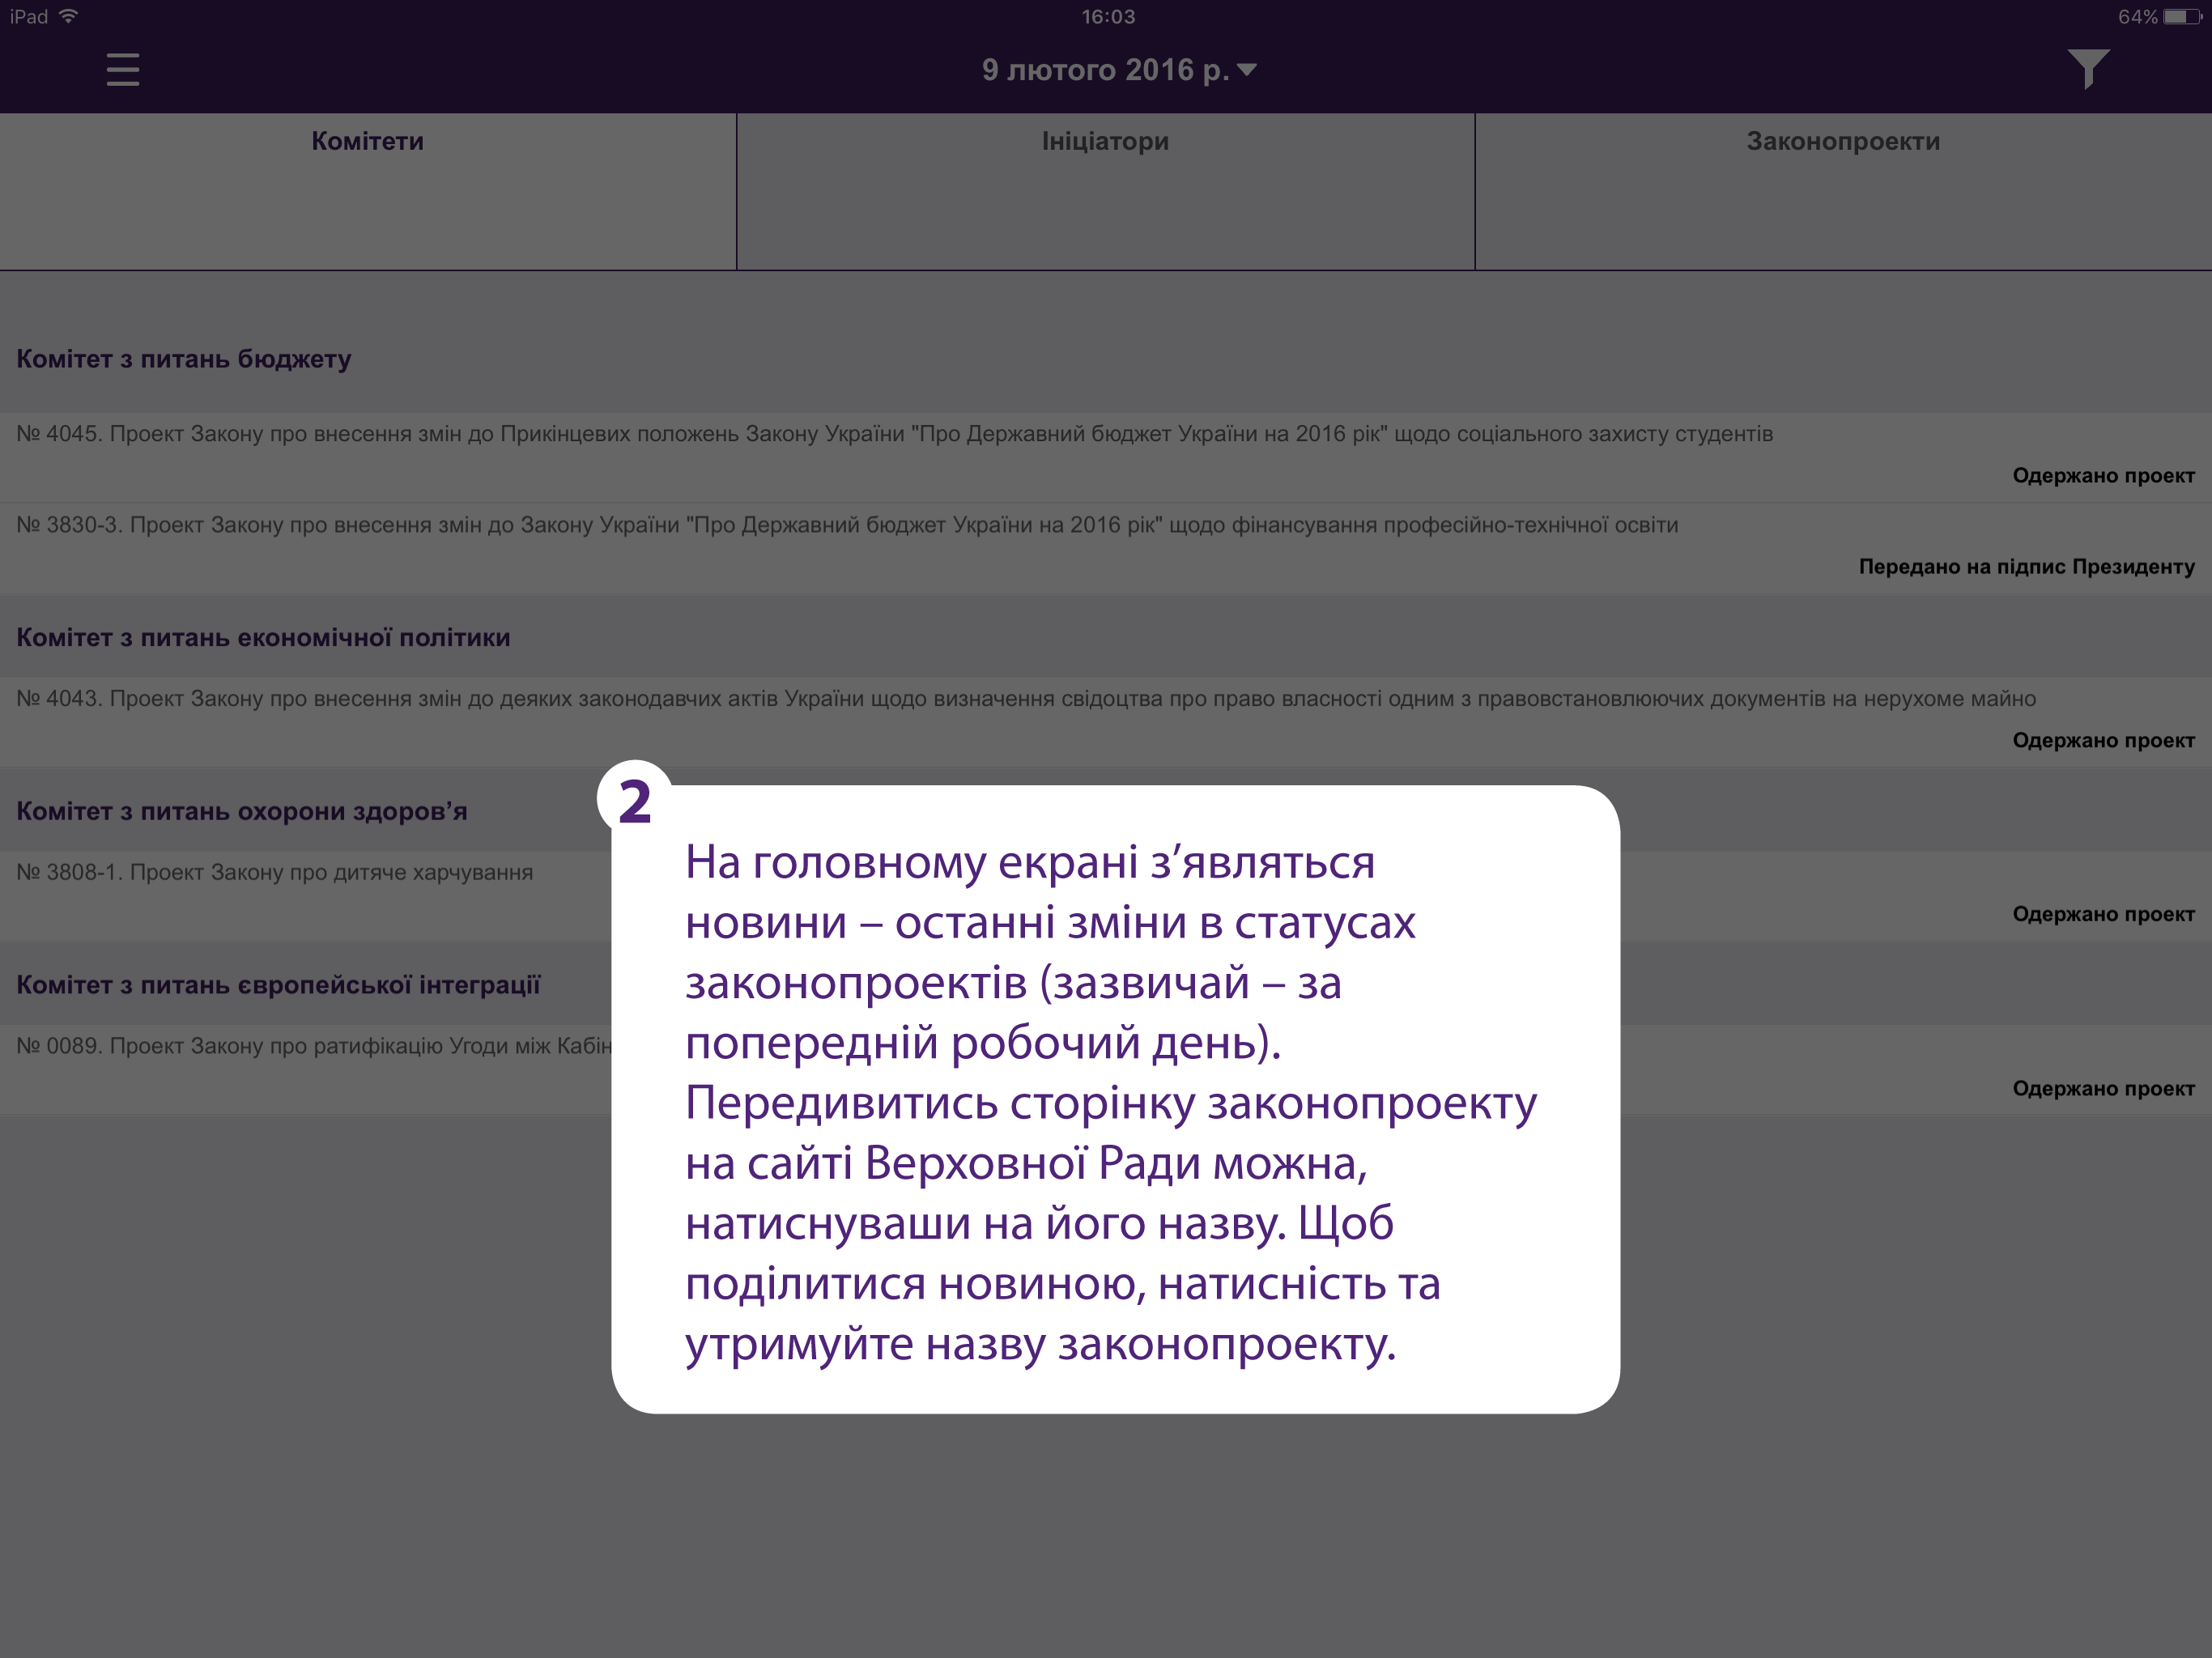 iPad 16:03 64%
9 лютого 2016 р.
Комітети Ініціатори Законопроекти
Комітет з питань бюджету
№ 4045. Проект Закону про внесення змін до Прикінцевих положень Закону України "Про Державний бюджет України на 2016 рік" щодо соціального захисту студентів
Одержано проект
№ 3830-3. Проект Закону про внесення змін до Закону України "Про Державний бюджет України на 2016 рік" щодо фінансування професійно-технічної освіти
Передано на підпис Президенту
Комітет з питань економічної політики
№ 4043. Проект Закону про внесення змін до деяких законодавчих актів України щодо визначення свідоцтва про право власності одним з правовстановлюючих документів на нерухоме майно
Одержано проект
Комітет з питань охорони здоров’я
№ 3808-1. Проект Закону про дитяче харчування
Одержано проект
Комітет з питань європейської інтеграції
№ 0089. Проект Закону про ратифікацію Угоди між Кабін
Одержано проект
2
На головному екрані з’являться
новини – останні зміни в статусах
законопроектів (зазвичай – за
попередній робочий день).
Передивитись сторінку законопроекту
на сайті Верховної Ради можна,
натиснуваши на його назву. Щоб
поділитися новиною, натисність та
утримуйте назву законопроекту.